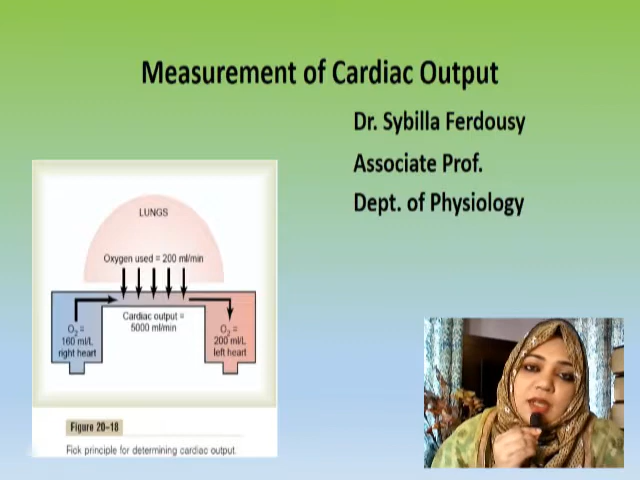 Measurement of Cardiac Output
Dr. Sybilla Ferdousy
Associate Prof.
Dept. of Physiology
LUNGS
Oxygen used = 200 ml/min
Cardiac output =
5000 ml/min
O₂ =
160 ml/L
right heart
O₂ =
200 ml/L
left heart
Figure 20-18
Fick principle for determining cardiac output.